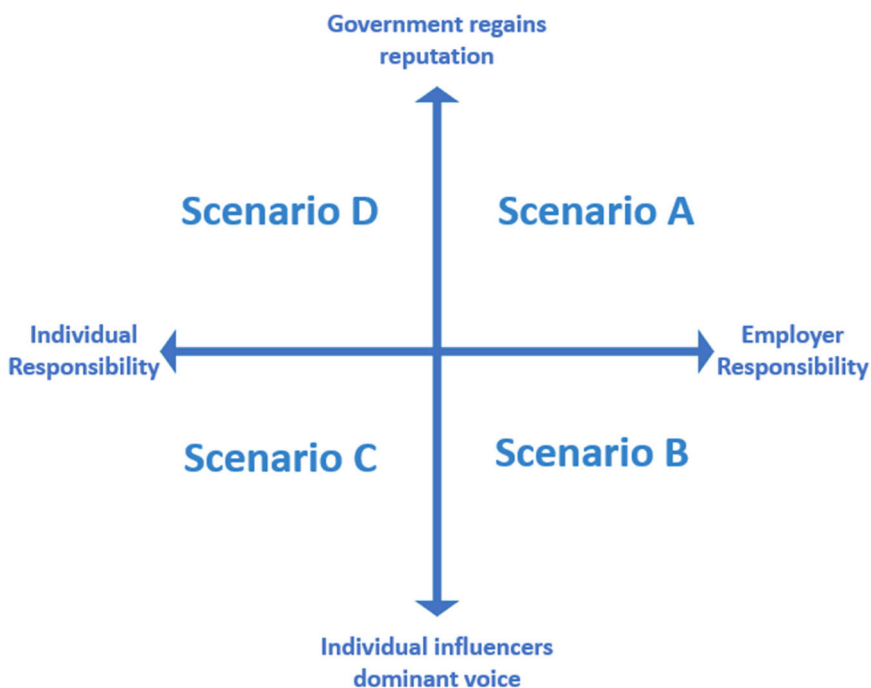 Government regains
reputation
Scenario D
Scenario A
Individual
Responsibility
Employer
Responsibility
Scenario C
Scenario B
Individual influencers
dominant voice